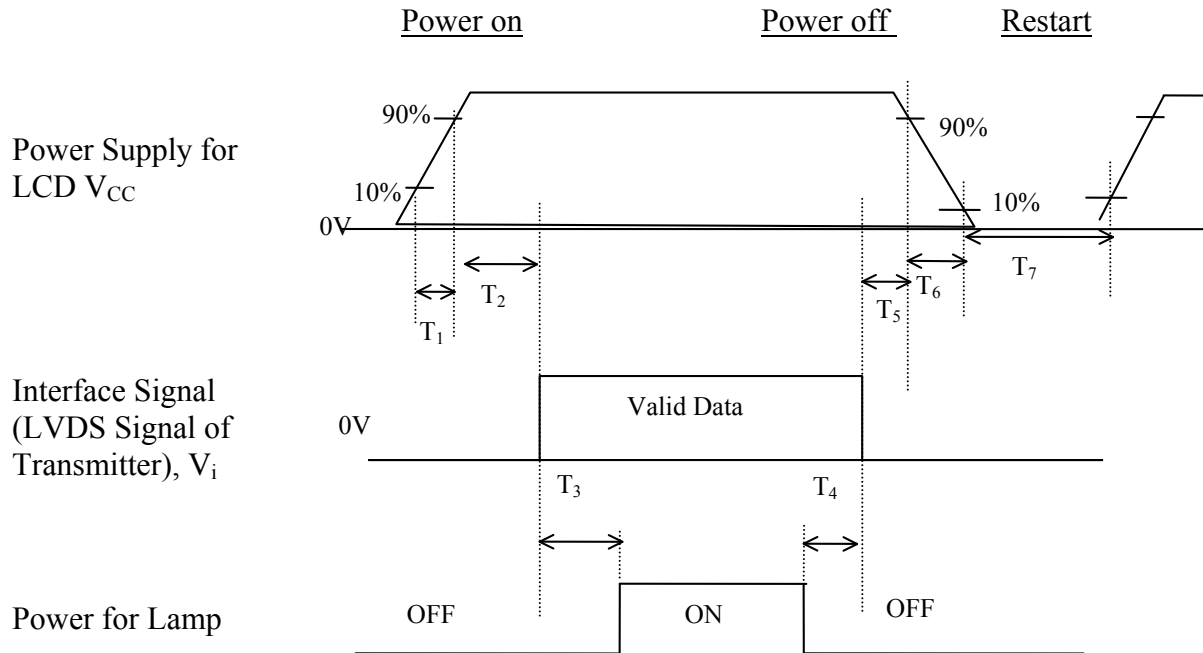 Power on
Power off
Restart
Power Supply for
LCD VCC
90%
10%
0V
90%
10%
T1
T2
T5
T6
T7
Interface Signal
(LVDS Signal of
Transmitter), Vi
0V
Valid Data
T3
T4
Power for Lamp
OFF
ON
OFF